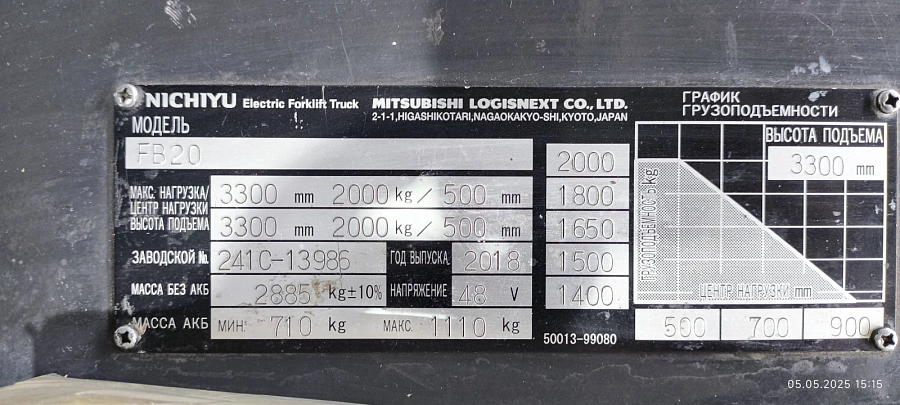 NICHIYU Electric Forklift Truck MITSUBISHI LOGISNEXT CO., LTD.
2-1-1,HIGASHIKOTARI,NAGAOKAKYO-SHI,KYOTO,JAPAN
МОДЕЛЬ
FB20
МАКС. НАГРУЗКА/
ЦЕНТР НАГРУЗКИ
ВЫСОТА ПОДЪЕМА
3300 mm 2000 kg / 500 mm
3300 mm 2000 kg / 500 mm
ЗАВОДСКОЙ №. 241C-13986 ГОД ВЫПУСКА. 2018
МАССА БЕЗ АКБ 2885 kg±10% НАПРЯЖЕНИЕ 48 V
МАССА АКБ МИН: 710 kg МАКС. 1110 kg
2000
1800
1650
1500
1400
50013-99080
ГРАФИК
ГРУЗОПОДЪЕМНОСТИ
ВЫСОТА ПОДЪЕМА
3300 mm
ГРУЗОПОДЪЕМНОСТЬ kg
ЦЕНТР НАГРУЗКИ mm
500 700 900
05.05.2025 15:15